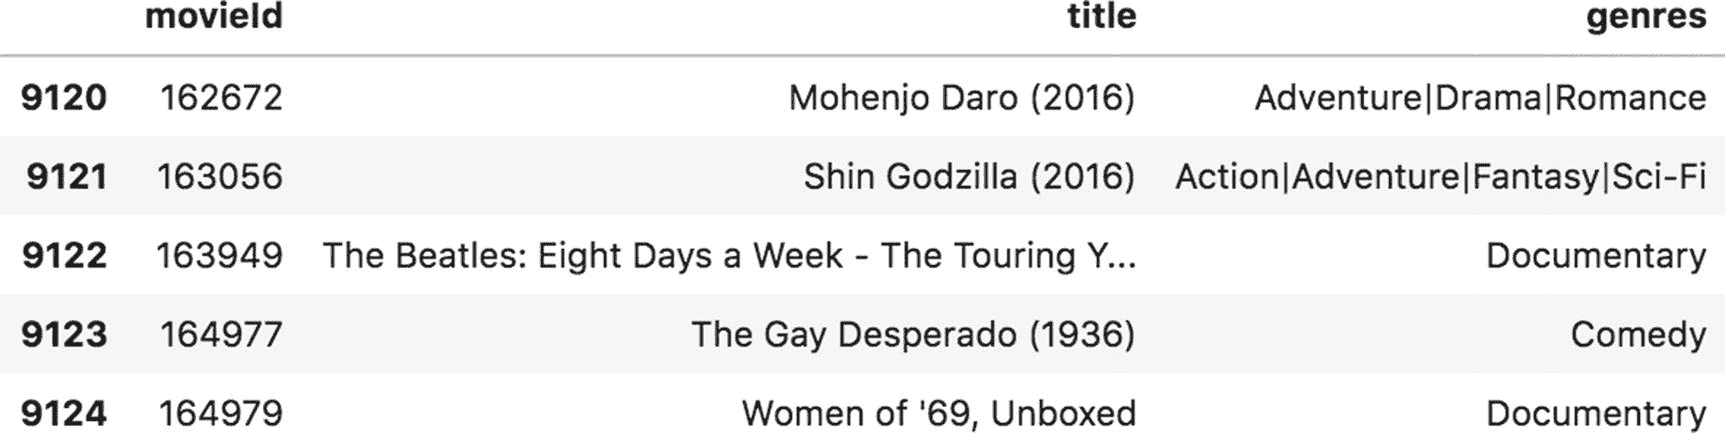 movieId title genres
9120 162672 Mohenjo Daro (2016) Adventure|Drama|Romance
9121 163056 Shin Godzilla (2016) Action|Adventure|Fantasy|Sci-Fi
9122 163949 The Beatles: Eight Days a Week - The Touring Y... Documentary
9123 164977 The Gay Desperado (1936) Comedy
9124 164979 Women of '69, Unboxed Documentary